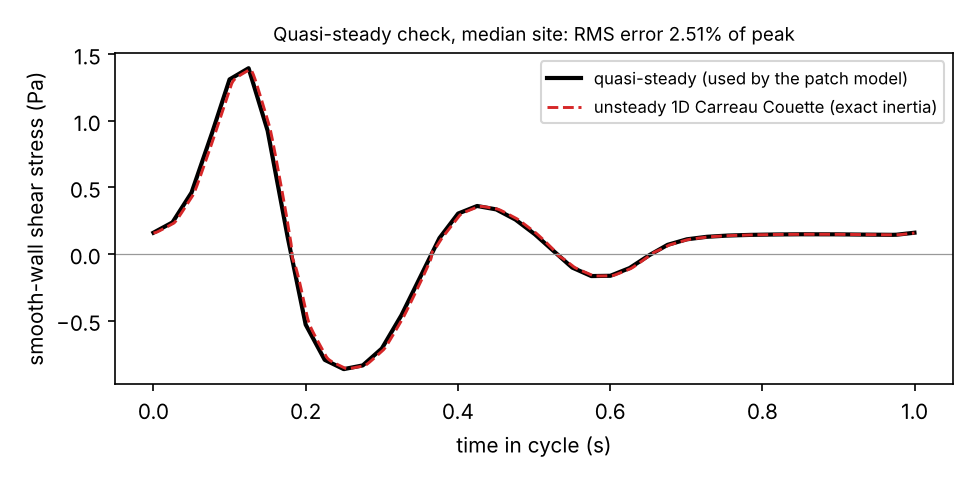 Quasi-steady check, median site: RMS error 2.51% of peak
smooth-wall shear stress (Pa)
1.5
1.0
0.5
0.0
−0.5
quasi-steady (used by the patch model)
unsteady 1D Carreau Couette (exact inertia)
0.0 0.2 0.4 0.6 0.8 1.0
time in cycle (s)